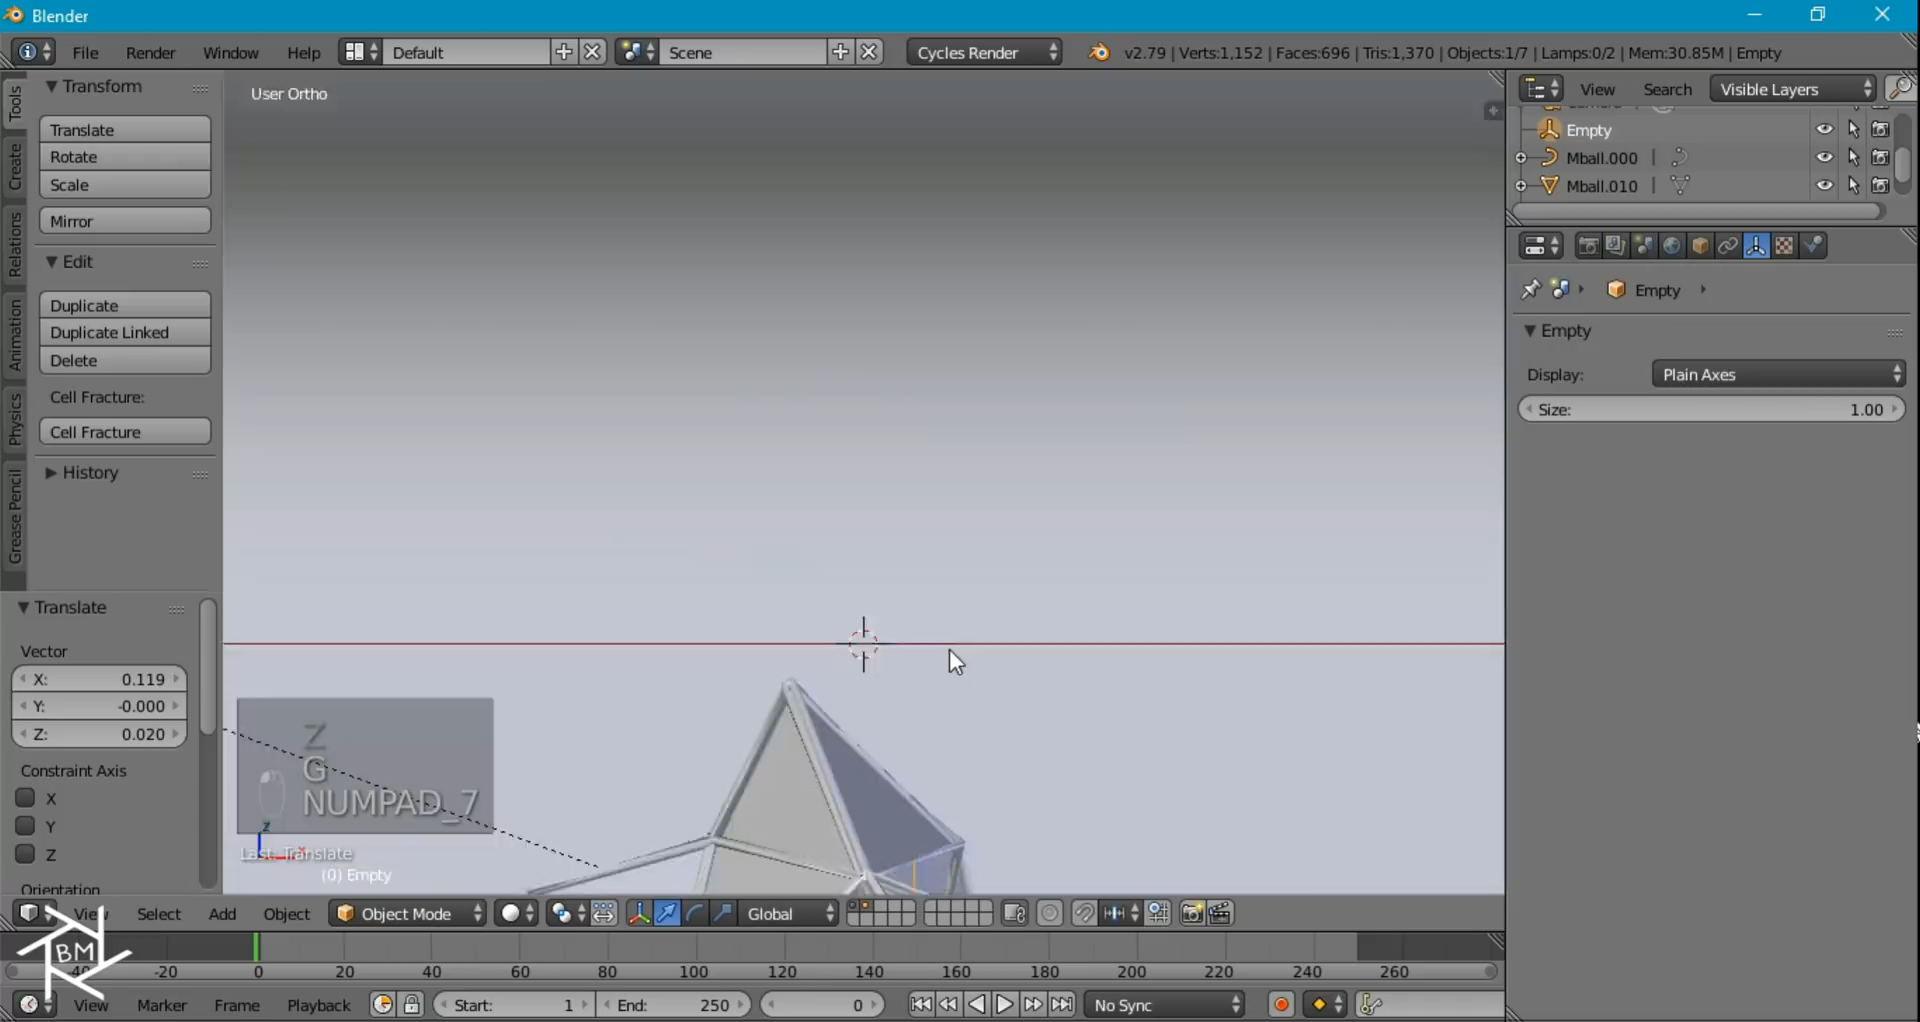 Blender
File Render Window Help Default Scene Cycles Render v2.79 | Verts:1,152 | Faces:696 | Tris:1,370 | Objects:1/7 | Lamps:0/2 | Mem:30.85M | Empty
Tools
Create
Relations
Animation
Physics
Grease Pencil
Transform
Translate
Rotate
Scale
Mirror
Edit
Duplicate
Duplicate Linked
Delete
Cell Fracture:
Cell Fracture
History
Translate
Vector
X: 0.119
Y: -0.000
Z: 0.020
Constraint Axis
X
Y
Z
Orientation
User Ortho
Z
G
NUMPAD_7
z
x
Last: Translate
(0) Empty
View Search Visible Layers
Empty
Mball.000
Mball.010
Empty
Empty
Display: Plain Axes
Size: 1.00
View Select Add Object Object Mode Global
BM
-40 -20 0 20 40 60 80 100 120 140 160 180 200 220 240 260
View Marker Frame Playback Start: 1 End: 250 0 No Sync